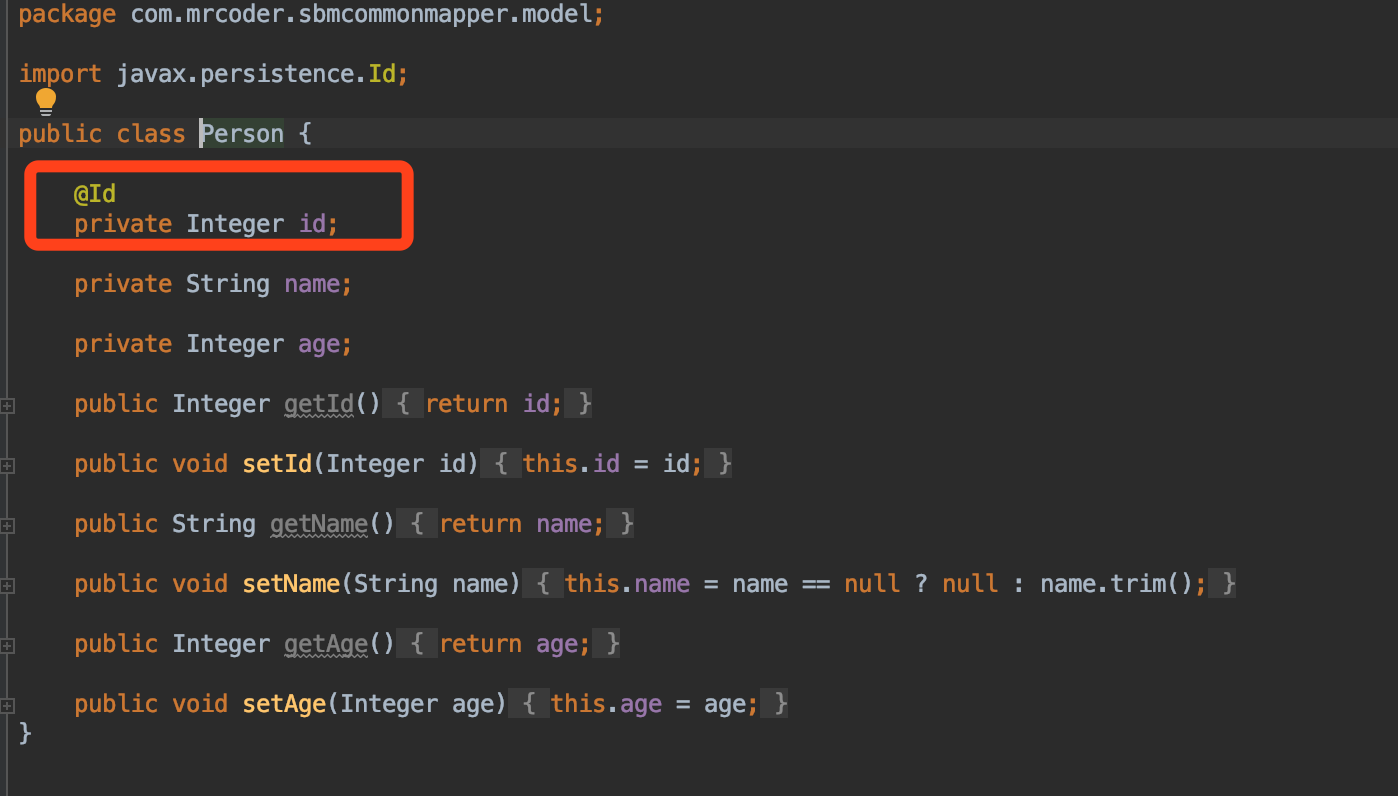 package com.mrcoder.sbmcommonmapper.model;
import javax.persistence.Id;
public class Person {
@Id
private Integer id;
private String name;
private Integer age;
public Integer getId() { return id; }
public void setId(Integer id) { this.id = id; }
public String getName() { return name; }
public void setName(String name) { this.name = name == null ? null : name.trim(); }
public Integer getAge() { return age; }
public void setAge(Integer age) { this.age = age; }
}